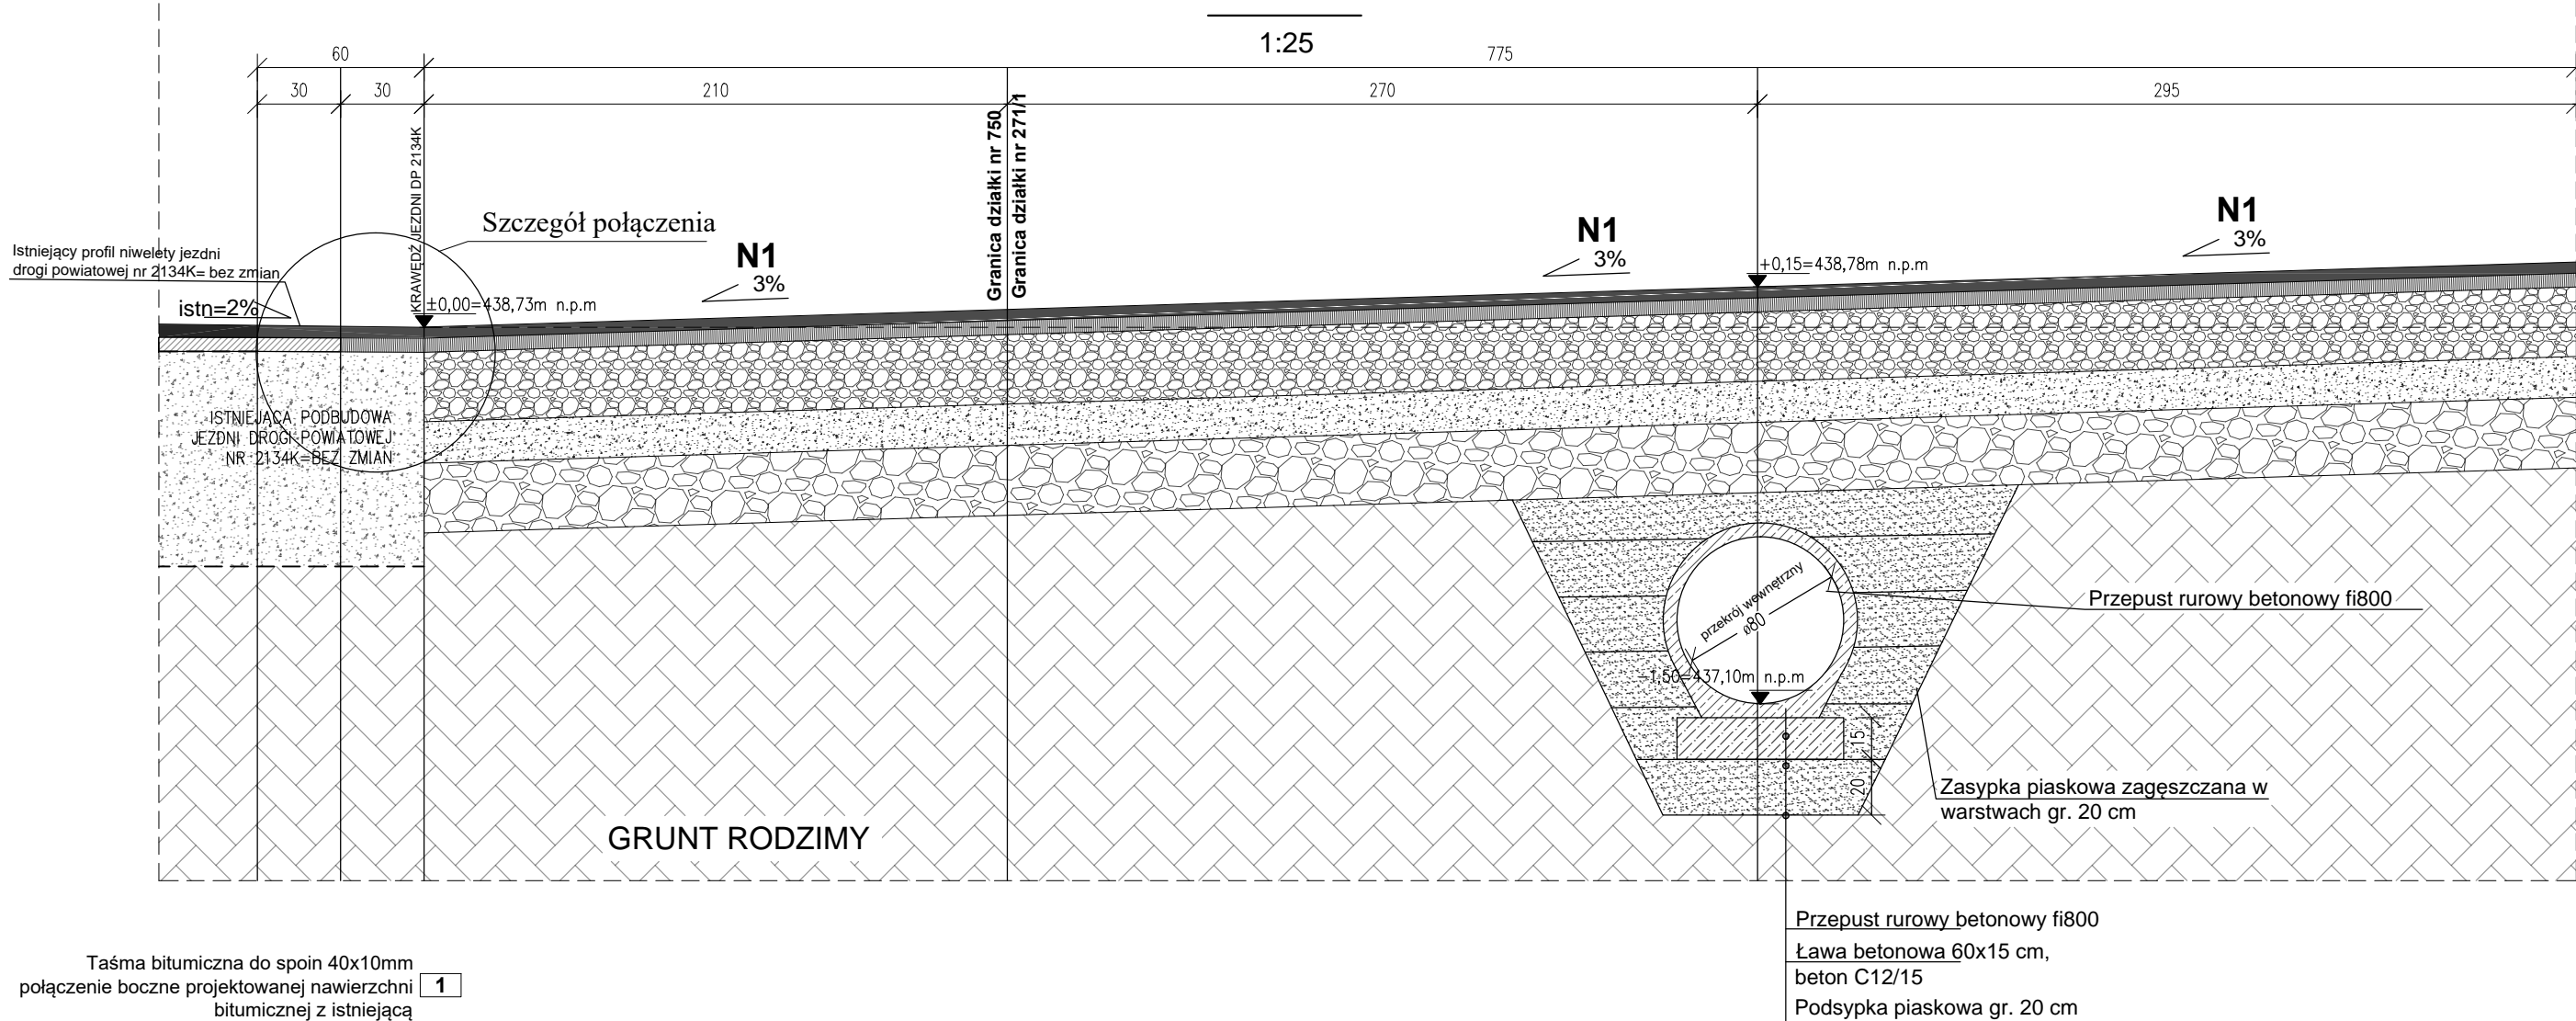 1:25
60
775
30
30
210
270
295
KRAWĘDŹ JEZDNI DP 2134K
Granica działki nr 750
Granica działki nr 271/1
Szczegół połączenia
Istniejący profil niwelety jezdni
drogi powiatowej nr 2134K= bez zmian
istn=2%
±0,00=438,73m n.p.m
N1
3%
N1
3%
+0,15=438,78m n.p.m
N1
3%
ISTNIEJĄCA PODBUDOWA
JEZDNI DROGI POWIATOWEJ
NR 2134K=BEZ ZMIAN
przekrój wewnętrzny
ø80
Przepust rurowy betonowy fi800
-1,50=437,10m n.p.m
15
20
Zasypka piaskowa zagęszczana w
warstwach gr. 20 cm
GRUNT RODZIMY
Przepust rurowy betonowy fi800
Ława betonowa 60x15 cm,
beton C12/15
Podsypka piaskowa gr. 20 cm
Taśma bitumiczna do spoin 40x10mm
połączenie boczne projektowanej nawierzchni 1
bitumicznej z istniejącą